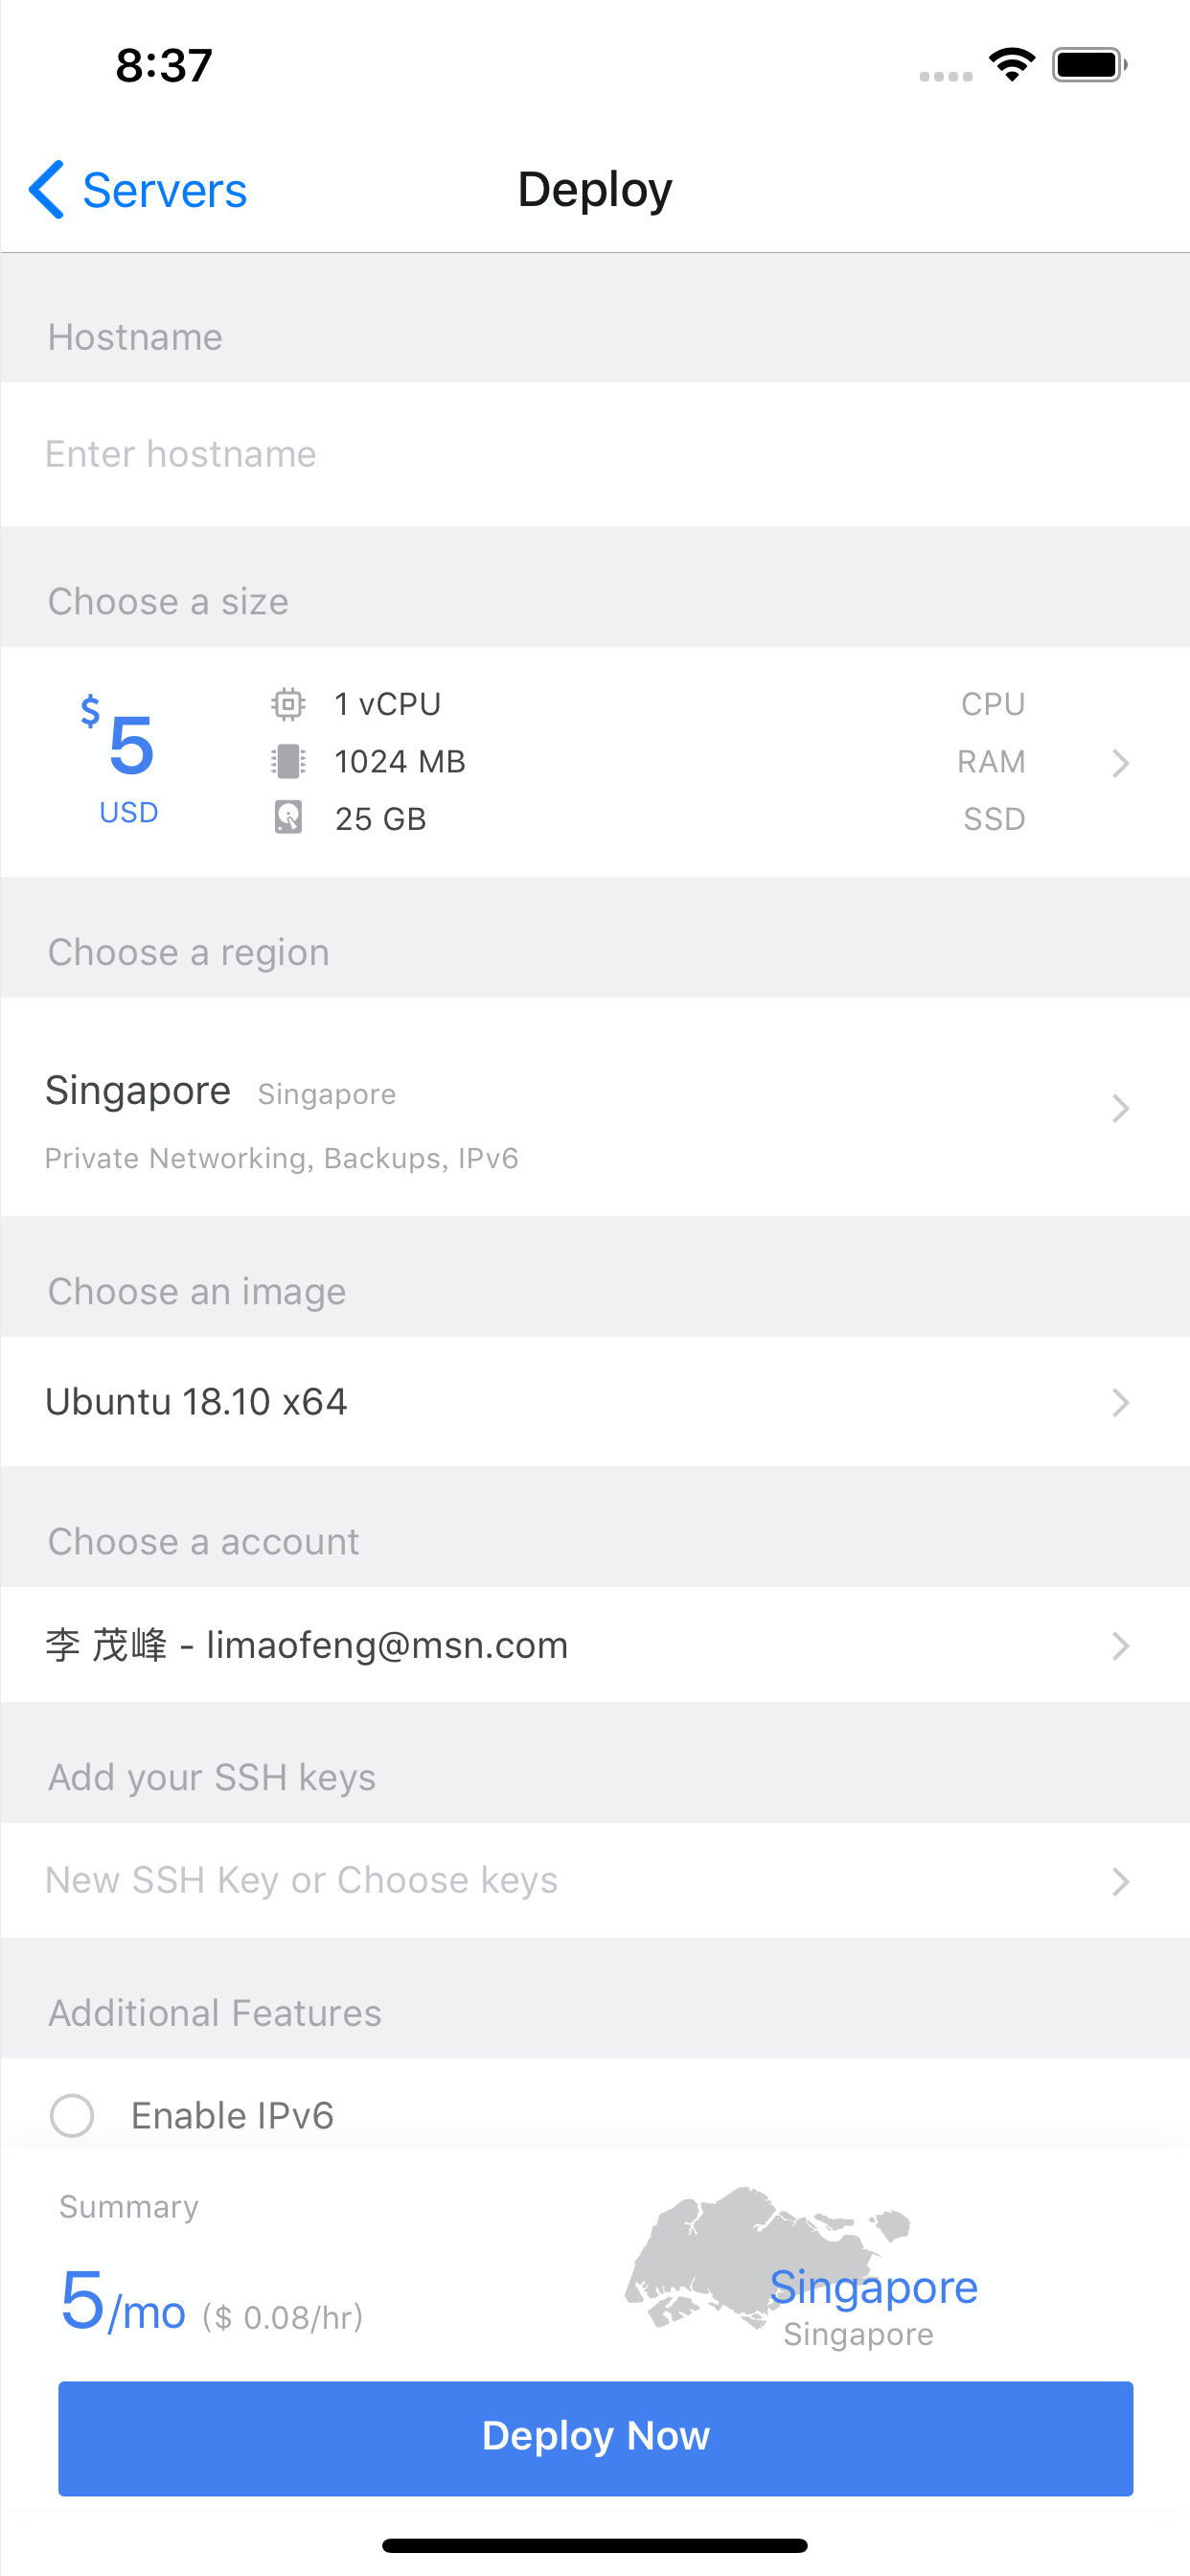 8:37
Servers
Deploy
Hostname
Enter hostname
Choose a size
$5
USD
1 vCPU CPU
1024 MB RAM
25 GB SSD
Choose a region
Singapore Singapore
Private Networking, Backups, IPv6
Choose an image
Ubuntu 18.10 x64
Choose a account
李 茂峰 - limaofeng@msn.com
Add your SSH keys
New SSH Key or Choose keys
Additional Features
Enable IPv6
Summary
5/mo ($ 0.08/hr)
Singapore
Singapore
Deploy Now